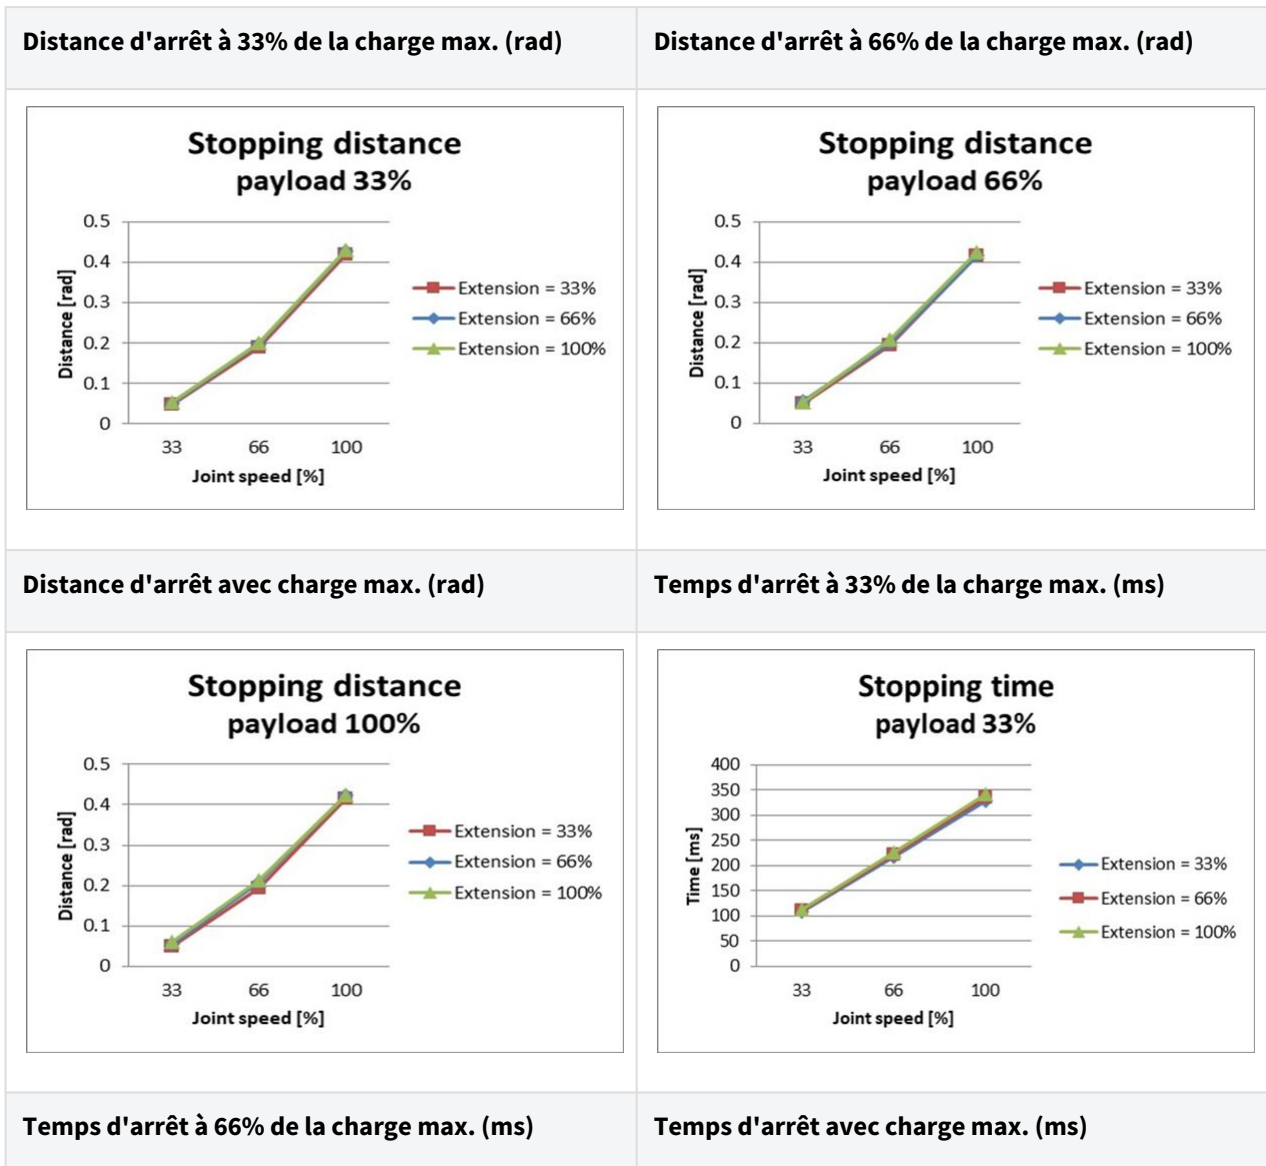 Distance d'arrêt à 33% de la charge max. (rad)
Distance d'arrêt à 66% de la charge max. (rad)
Stopping distance
payload 33%
0.5
0.4
0.3
0.2
0.1
0
Distance [rad]
33 66 100
Joint speed [%]
Extension = 33%
Extension = 66%
Extension = 100%
Stopping distance
payload 66%
0.5
0.4
0.3
0.2
0.1
0
Distance [rad]
33 66 100
Joint speed [%]
Extension = 33%
Extension = 66%
Extension = 100%
Distance d'arrêt avec charge max. (rad)
Temps d'arrêt à 33% de la charge max. (ms)
Stopping distance
payload 100%
0.5
0.4
0.3
0.2
0.1
0
Distance [rad]
33 66 100
Joint speed [%]
Extension = 33%
Extension = 66%
Extension = 100%
Stopping time
payload 33%
400
350
300
250
200
150
100
50
0
Time [ms]
33 66 100
Joint speed [%]
Extension = 33%
Extension = 66%
Extension = 100%
Temps d'arrêt à 66% de la charge max. (ms)
Temps d'arrêt avec charge max. (ms)